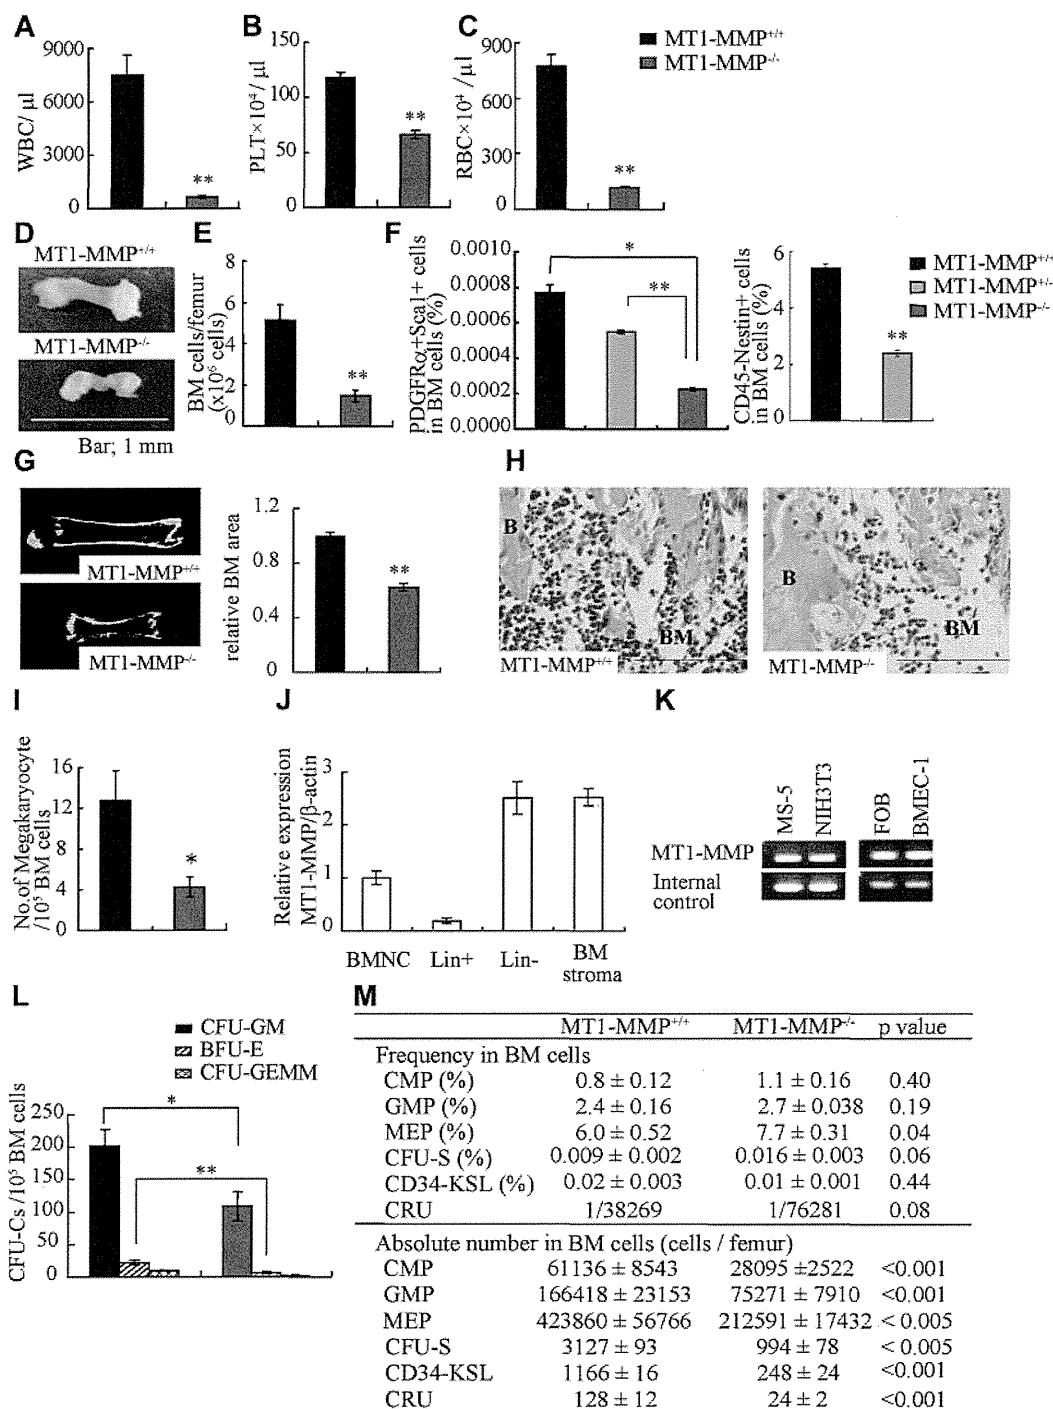 A
WBC/ μl
9000
6000
3000
0
**
B
PLT×10⁴/ μl
150
100
50
0
**
C
RBC×10⁴ /μl
900
600
300
0
**
MT1-MMP+/+
MT1-MMP-/-
D
MT1-MMP+/+
MT1-MMP-/-
Bar; 1 mm
E
BM cells/femur
(x10⁶ cells)
8
6
4
2
0
**
F
PDGFRα+Sca1+ cells
in BM cells (%)
0.0010
0.0008
0.0006
0.0004
0.0002
0.0000
*
**
CD45-Nestin+ cells
in BM cells (%)
6
4
2
0
**
MT1-MMP+/+
MT1-MMP+/-
MT1-MMP-/-
G
MT1-MMP+/+
MT1-MMP-/-
relative BM area
1.2
0.8
0.4
0
**
H
B
BM
MT1-MMP+/+
B
BM
MT1-MMP-/-
I
No.of Megakaryocyte
/10⁵ BM cells
16
12
8
4
0
*
J
Relative expression
MT1-MMP/β-actin
3
2
1
0
BMNC Lin+ Lin- BM
stroma
K
MS-5 NIH3T3 FOB BMEC-1
MT1-MMP
Internal
control
L
CFU-GM
BFU-E
CFU-GEMM
CFU-Cs /10⁵ BM cells
250
200
150
100
50
0
*
**
M
MT1-MMP+/+ MT1-MMP-/- p value
Frequency in BM cells
CMP (%) 0.8 ± 0.12 1.1 ± 0.16 0.40
GMP (%) 2.4 ± 0.16 2.7 ± 0.038 0.19
MEP (%) 6.0 ± 0.52 7.7 ± 0.31 0.04
CFU-S (%) 0.009 ± 0.002 0.016 ± 0.003 0.06
CD34-KSL (%) 0.02 ± 0.003 0.01 ± 0.001 0.44
CRU 1/38269 1/76281 0.08
Absolute number in BM cells (cells / femur)
CMP 61136 ± 8543 28095 ±2522 <0.001
GMP 166418 ± 23153 75271 ± 7910 <0.001
MEP 423860 ± 56766 212591 ± 17432 < 0.005
CFU-S 3127 ± 93 994 ± 78 < 0.005
CD34-KSL 1166 ± 16 248 ± 24 <0.001
CRU 128 ± 12 24 ± 2 <0.001